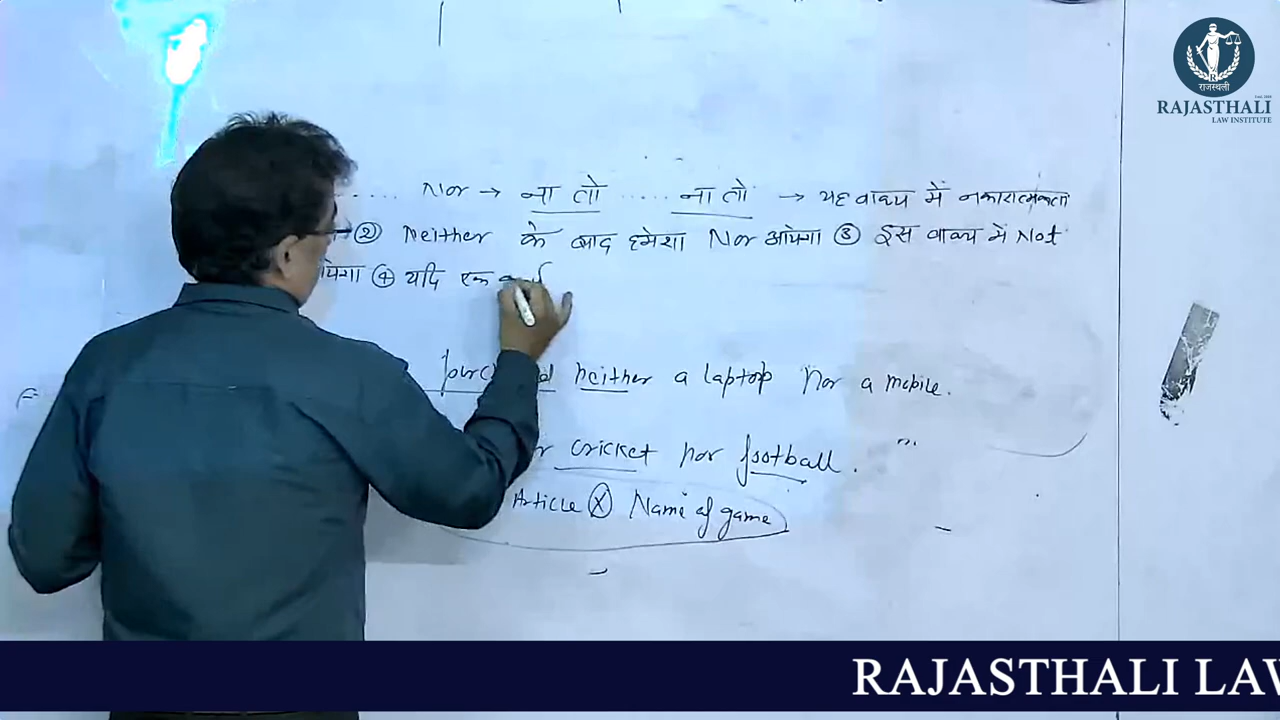 ..... Nor → ना तो ..... ना तो → यह वाक्य में नकारात्मकता
② Neither के बाद हमेशा Nor आयेगा ③ इस वाक्य में Not
④ यदि एक
neither a laptop Nor a mobile.
cricket nor football.
Article Ⓧ Name of game
राजस्थली
RAJASTHALI
LAW INSTITUTE
RAJASTHALI LAW